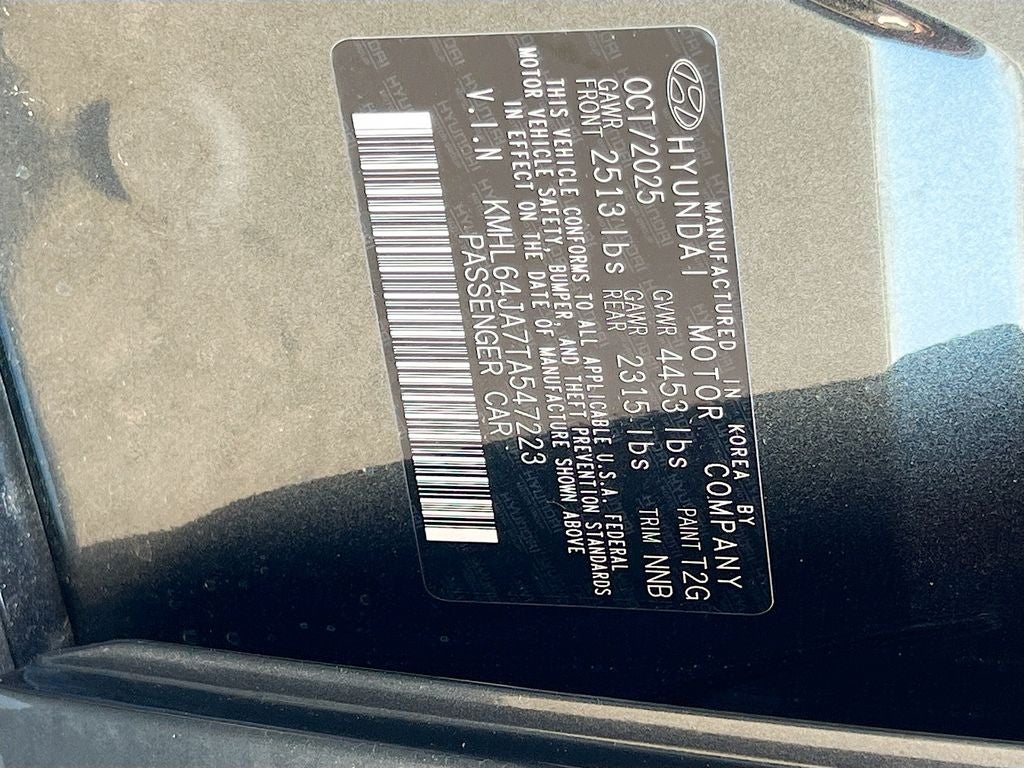 MANUFACTURED IN KOREA BY
HYUNDAI MOTOR COMPANY
OCT/2025 GVWR 4453 lbs PAINT T2G
GAWR FRONT 2513 lbs GAWR REAR 2315 lbs TRIM NNB
THIS VEHICLE CONFORMS TO ALL APPLICABLE U.S.A. FEDERAL
MOTOR VEHICLE SAFETY, BUMPER, AND THEFT PREVENTION STANDARDS
IN EFFECT ON THE DATE OF MANUFACTURE SHOWN ABOVE
V.I.N KMHL64JA7TA547223
PASSENGER CAR